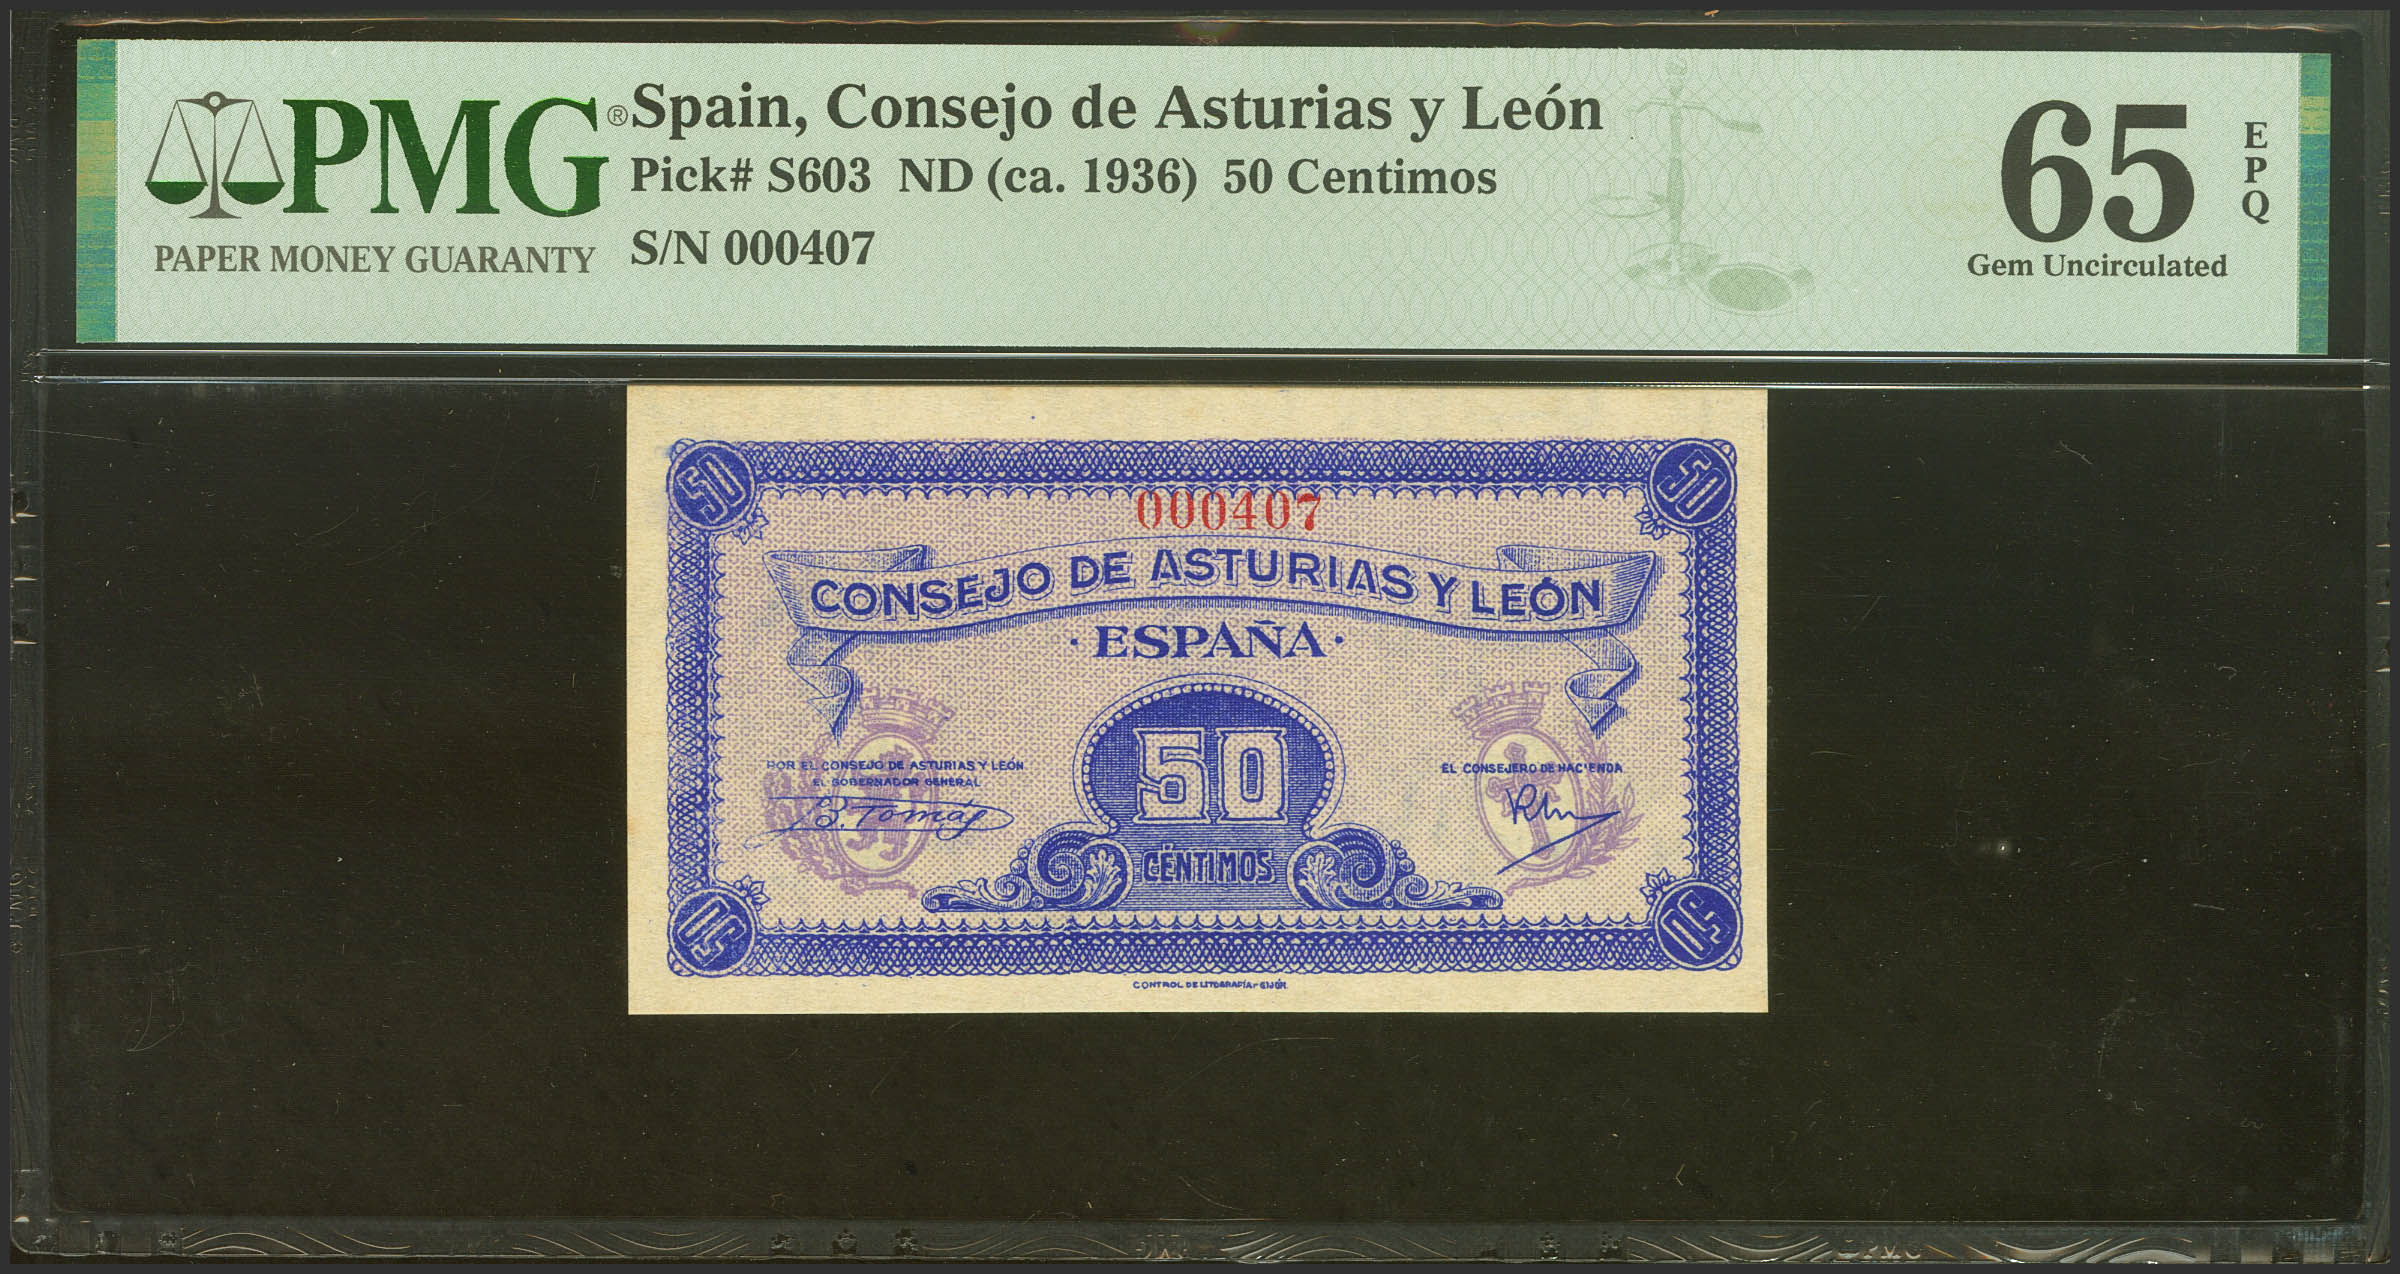 PMG®
PAPER MONEY GUARANTY
Spain, Consejo de Asturias y León
Pick# S603 ND (ca. 1936) 50 Centimos
S/N 000407
65
EPQ
Gem Uncirculated
50
50
000407
CONSEJO DE ASTURIAS Y LEÓN
· ESPAÑA ·
POR EL CONSEJO DE ASTURIAS Y LEÓN
EL GOBERNADOR GENERAL
B. Tomás
50
CÉNTIMOS
EL CONSEJERO DE HACIENDA
50
50
CONTROL DE LITOGRAFÍA - GIJÓN.